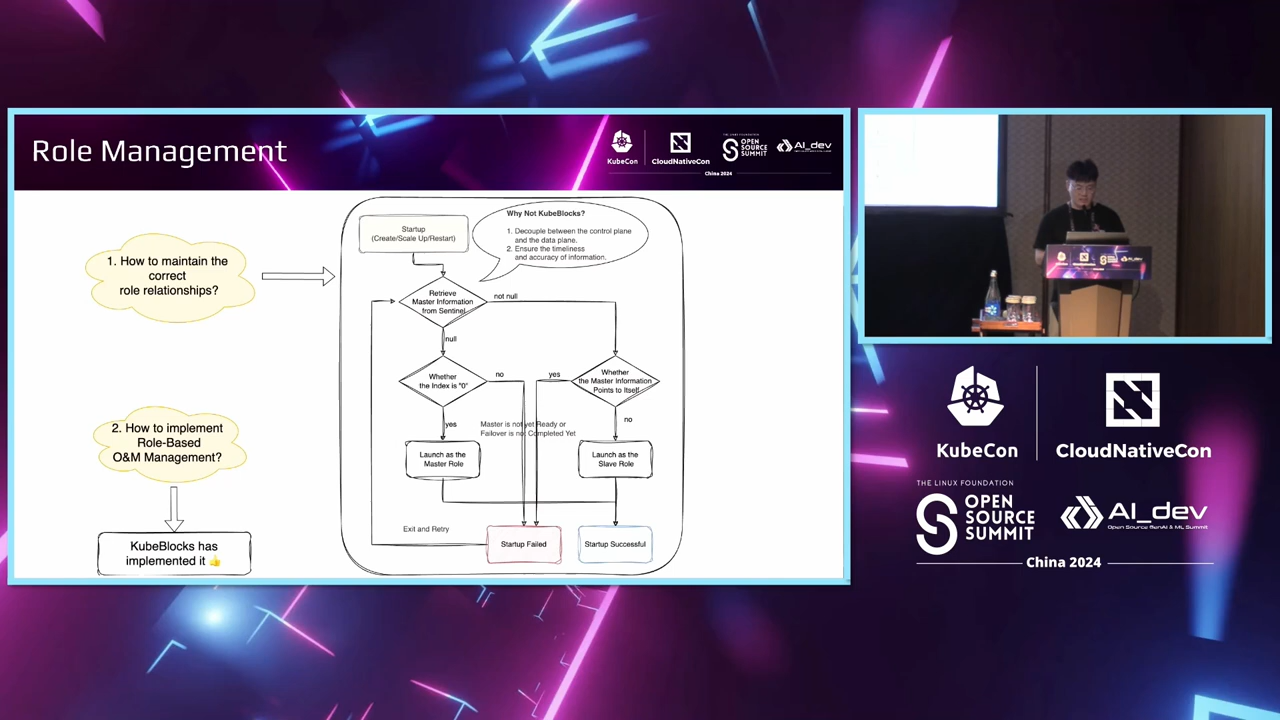 Role Management
KubeCon
CloudNativeCon
THE LINUX FOUNDATION
OPEN
SOURCE
SUMMIT
AI_dev
China 2024
1. How to maintain the
correct
role relationships?
2. How to implement
Role-Based
O&M Management?
KubeBlocks has
implemented it 👍
Startup
(Create/Scale Up/Restart)
Why Not KubeBlocks?
1. Decouple between the control plane
and the data plane.
2. Ensure the timeliness
and accuracy of information.
Retrieve
Master Information
from Sentinel
not null
null
Whether
the Index is "0"
no
yes
Whether
the Master Information
Points to Itself
yes
no
Master is not yet Ready or
Failover is not Completed Yet
Launch as the
Master Role
Launch as the
Slave Role
Exit and Retry
Startup Failed
Startup Successful
KubeCon
CloudNativeCon
THE LINUX FOUNDATION
OPEN
SOURCE
SUMMIT
AI_dev
Open Source GenAI & ML Summit
China 2024